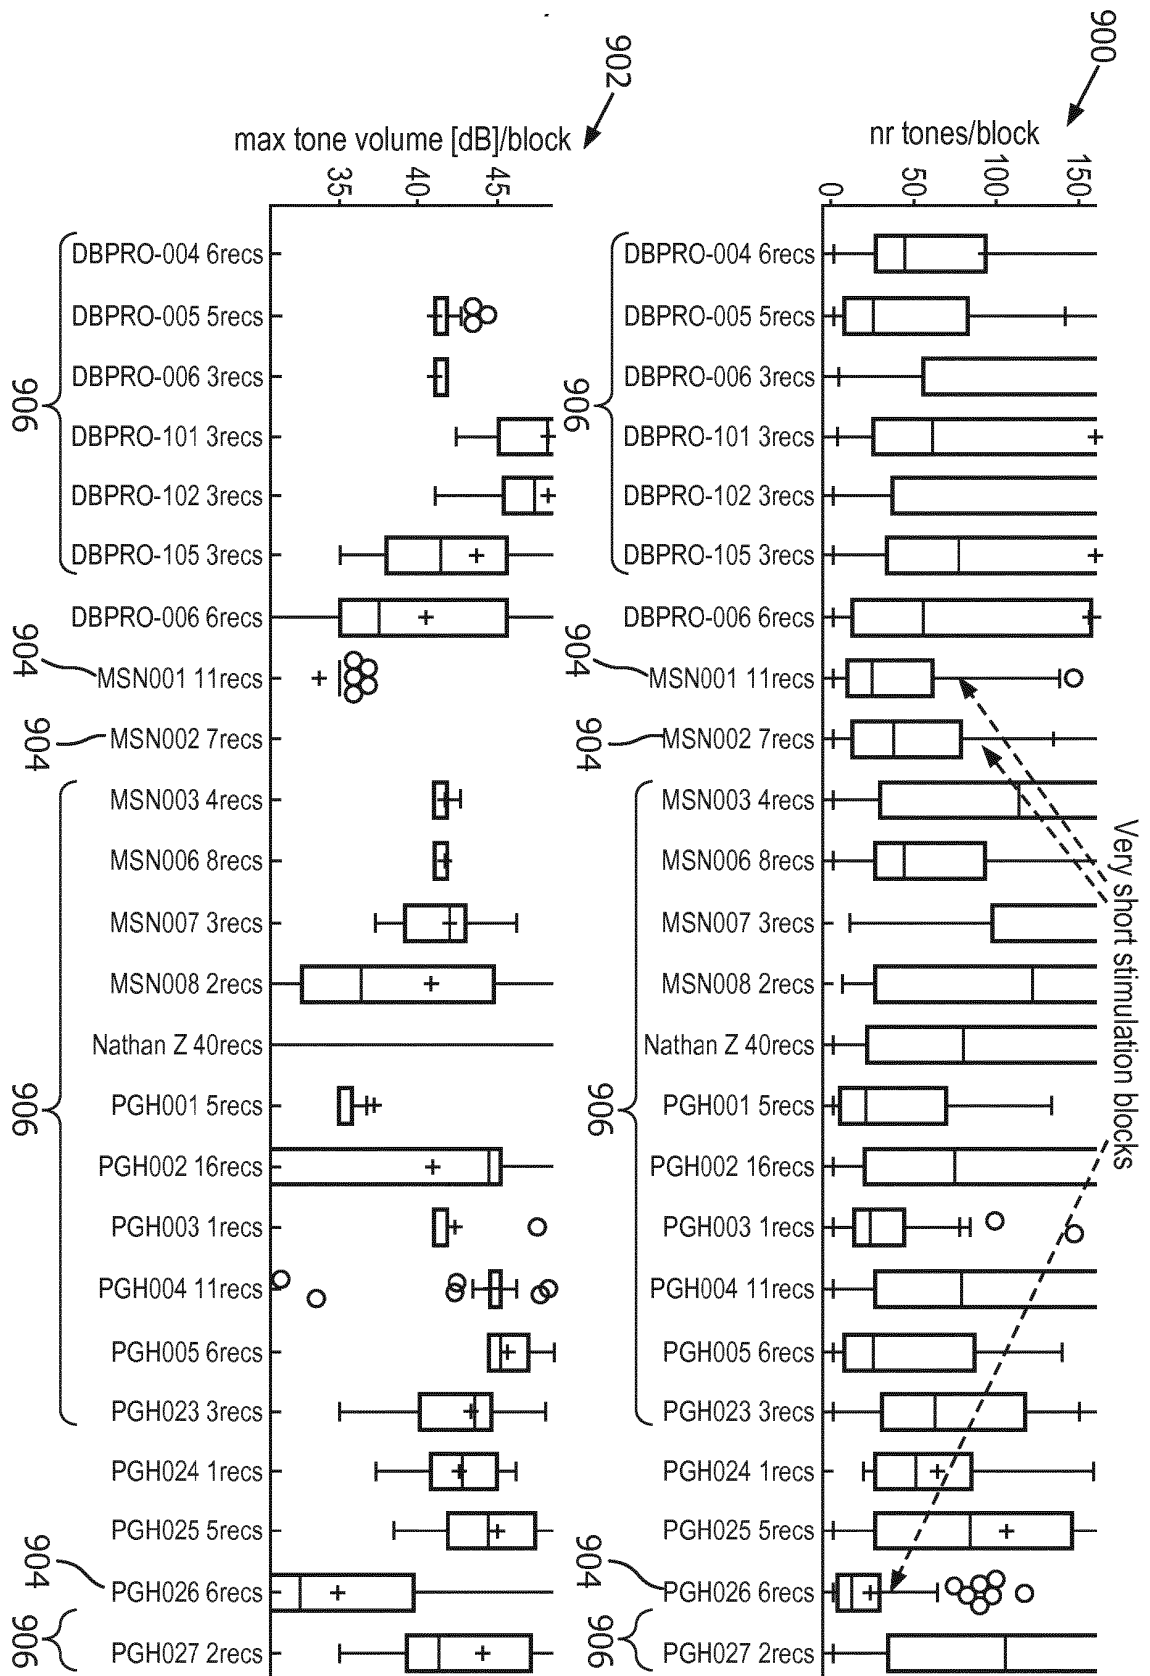 900
nr tones/block
0
50
100
150
Very short stimulation blocks
DBPRO-004 6recs
DBPRO-005 5recs
DBPRO-006 3recs
DBPRO-101 3recs
DBPRO-102 3recs
DBPRO-105 3recs
DBPRO-006 6recs
MSN001 11recs
MSN002 7recs
MSN003 4recs
MSN006 8recs
MSN007 3recs
MSN008 2recs
Nathan Z 40recs
PGH001 5recs
PGH002 16recs
PGH003 1recs
PGH004 11recs
PGH005 6recs
PGH023 3recs
PGH024 1recs
PGH025 5recs
PGH026 6recs
PGH027 2recs
906
904
904
906
904
906
902
max tone volume [dB]/block
35
40
45
DBPRO-004 6recs
DBPRO-005 5recs
DBPRO-006 3recs
DBPRO-101 3recs
DBPRO-102 3recs
DBPRO-105 3recs
DBPRO-006 6recs
MSN001 11recs
MSN002 7recs
MSN003 4recs
MSN006 8recs
MSN007 3recs
MSN008 2recs
Nathan Z 40recs
PGH001 5recs
PGH002 16recs
PGH003 1recs
PGH004 11recs
PGH005 6recs
PGH023 3recs
PGH024 1recs
PGH025 5recs
PGH026 6recs
PGH027 2recs
906
904
904
906
904
906